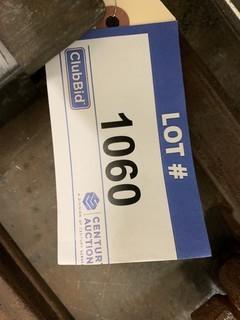 LOT #
1060
ClubBid
CENTURY
AUCTION